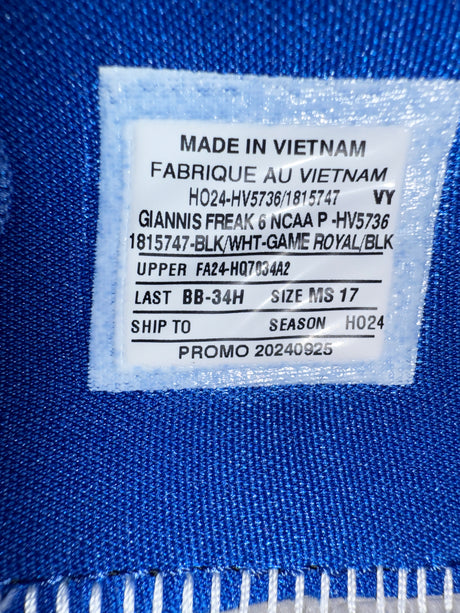 MADE IN VIETNAM
FABRIQUE AU VIETNAM
HO24-HV5736/1815747 VY
GIANNIS FREAK 6 NCAA P -HV5736
1815747-BLK/WHT-GAME ROYAL/BLK
UPPER FA24-HQ7034A2
LAST BB-34H SIZE MS 17
SHIP TO SEASON HO24
PROMO 20240925